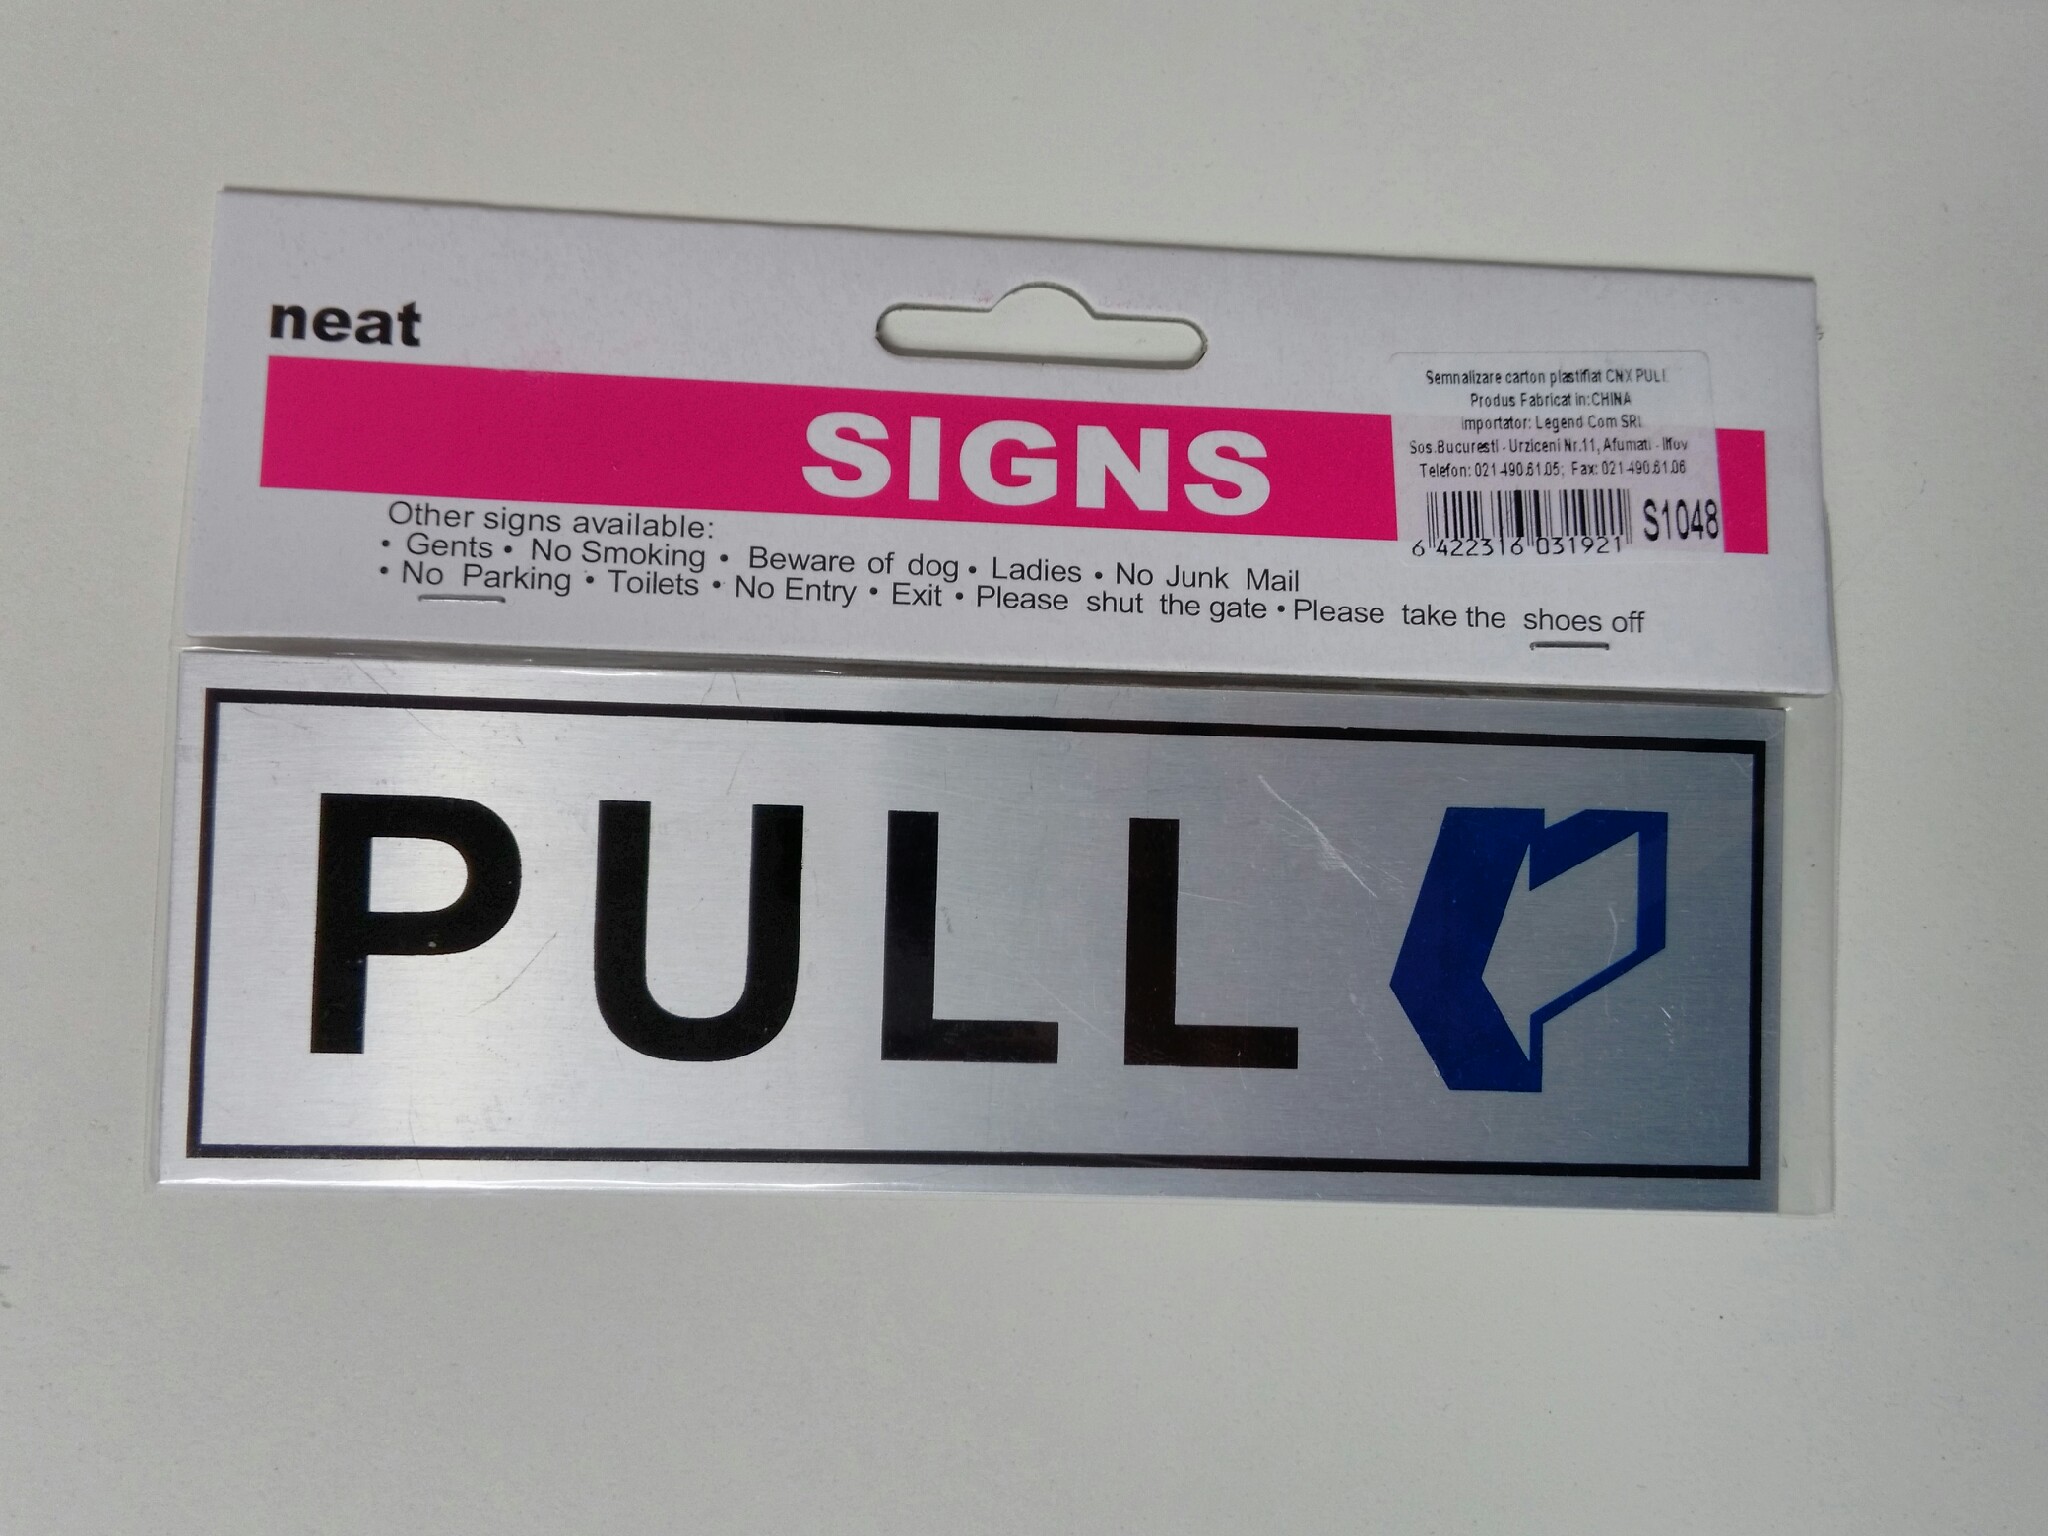 neat
SIGNS
Semnalizare carton plastifiat CNX PULL
Produs Fabricat in:CHINA
Importator: Legend Com SRL
Sos.Bucuresti - Urziceni Nr.11, Afumati - Ilfov
Telefon: 021-490.61.05; Fax: 021-490.61.06
6 422316 031921 S1048
Other signs available:
• Gents • No Smoking • Beware of dog • Ladies • No Junk Mail
• No Parking • Toilets • No Entry • Exit • Please shut the gate • Please take the shoes off
PULL